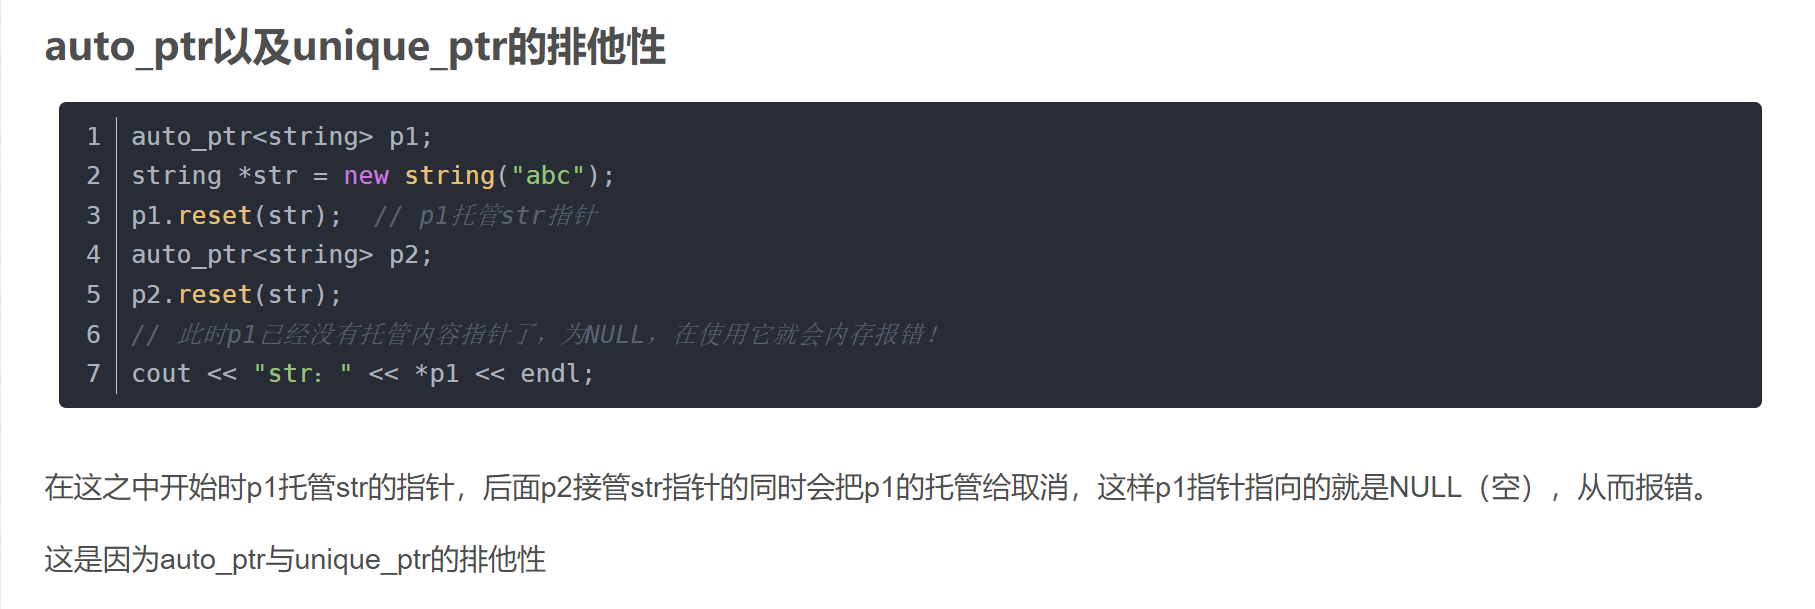 auto_ptr以及unique_ptr的排他性
1 auto_ptr<string> p1;
2 string *str = new string("abc");
3 p1.reset(str);  // p1托管str指针
4 auto_ptr<string> p2;
5 p2.reset(str);
6 // 此时p1已经没有托管内容指针了，为NULL，在使用它就会内存报错！
7 cout << "str：" << *p1 << endl;
在这之中开始时p1托管str的指针，后面p2接管str指针的同时会把p1的托管给取消，这样p1指针指向的就是NULL（空），从而报错。
这是因为auto_ptr与unique_ptr的排他性